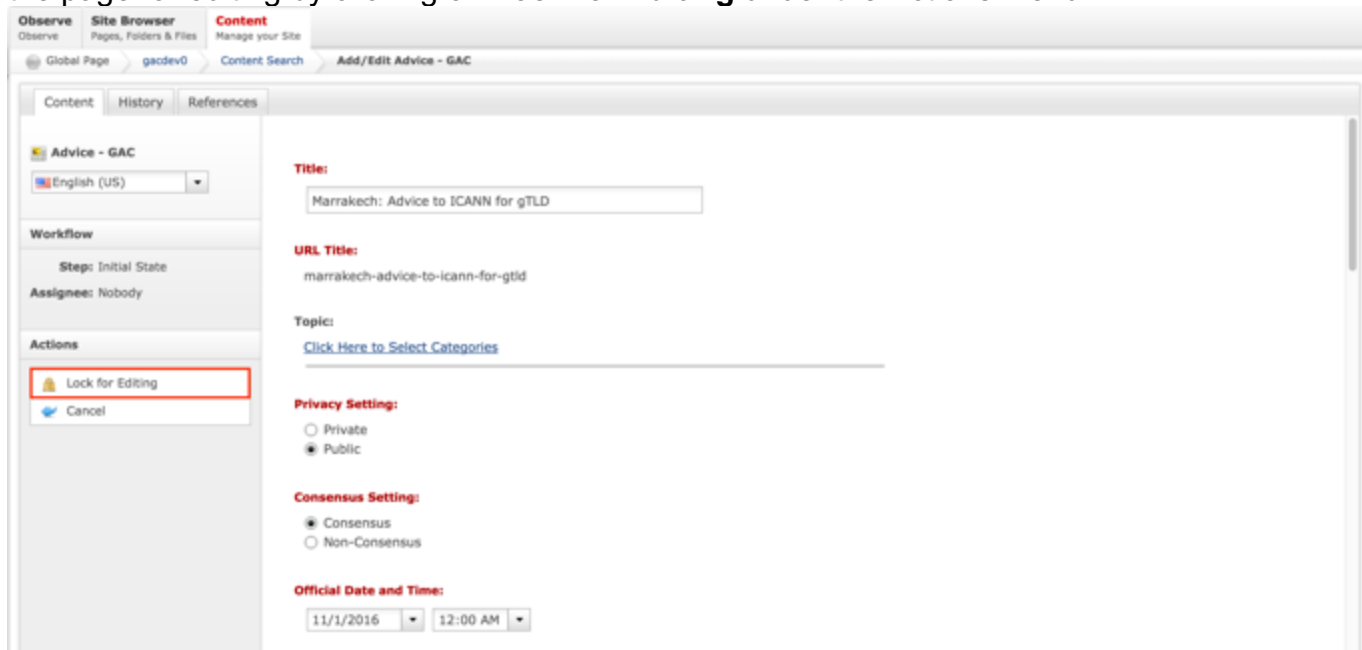 Observe Site Browser Content
Observe Pages, Folders & Files Manage your Site
Global Page gacdev0 Content Search Add/Edit Advice - GAC
Content History References
Advice - GAC
English (US)
Workflow
Step: Initial State
Assignee: Nobody
Actions
Lock for Editing
Cancel
Title:
Marrakech: Advice to ICANN for gTLD
URL Title:
marrakech-advice-to-icann-for-gtld
Topic:
Click Here to Select Categories
Privacy Setting:
Private
Public
Consensus Setting:
Consensus
Non-Consensus
Official Date and Time:
11/1/2016 12:00 AM